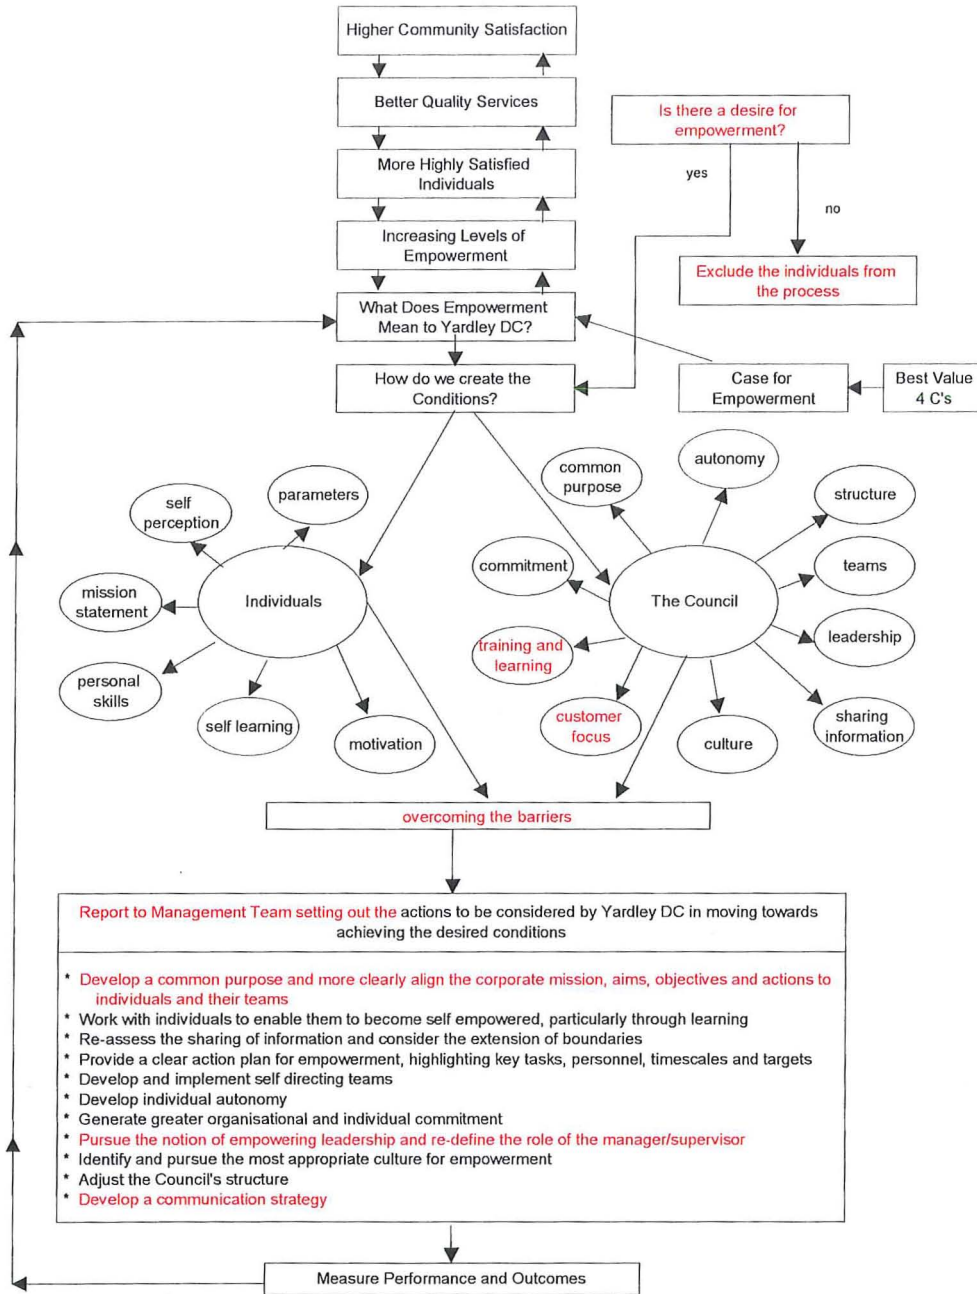 Higher Community Satisfaction
Better Quality Services
Is there a desire for
empowerment?
More Highly Satisfied
Individuals
yes
no
Increasing Levels of
Empowerment
Exclude the individuals from
the process
What Does Empowerment
Mean to Yardley DC?
How do we create the
Conditions?
Case for
Empowerment
Best Value
4 C's
self
perception
parameters
mission
statement
Individuals
personal
skills
self learning
motivation
common
purpose
autonomy
structure
commitment
The Council
teams
training and
learning
leadership
customer
focus
culture
sharing
information
overcoming the barriers
Report to Management Team setting out the actions to be considered by Yardley DC in moving towards
achieving the desired conditions
* Develop a common purpose and more clearly align the corporate mission, aims, objectives and actions to
individuals and their teams
* Work with individuals to enable them to become self empowered, particularly through learning
* Re-assess the sharing of information and consider the extension of boundaries
* Provide a clear action plan for empowerment, highlighting key tasks, personnel, timescales and targets
* Develop and implement self directing teams
* Develop individual autonomy
* Generate greater organisational and individual commitment
* Pursue the notion of empowering leadership and re-define the role of the manager/supervisor
* Identify and pursue the most appropriate culture for empowerment
* Adjust the Council's structure
* Develop a communication strategy
Measure Performance and Outcomes